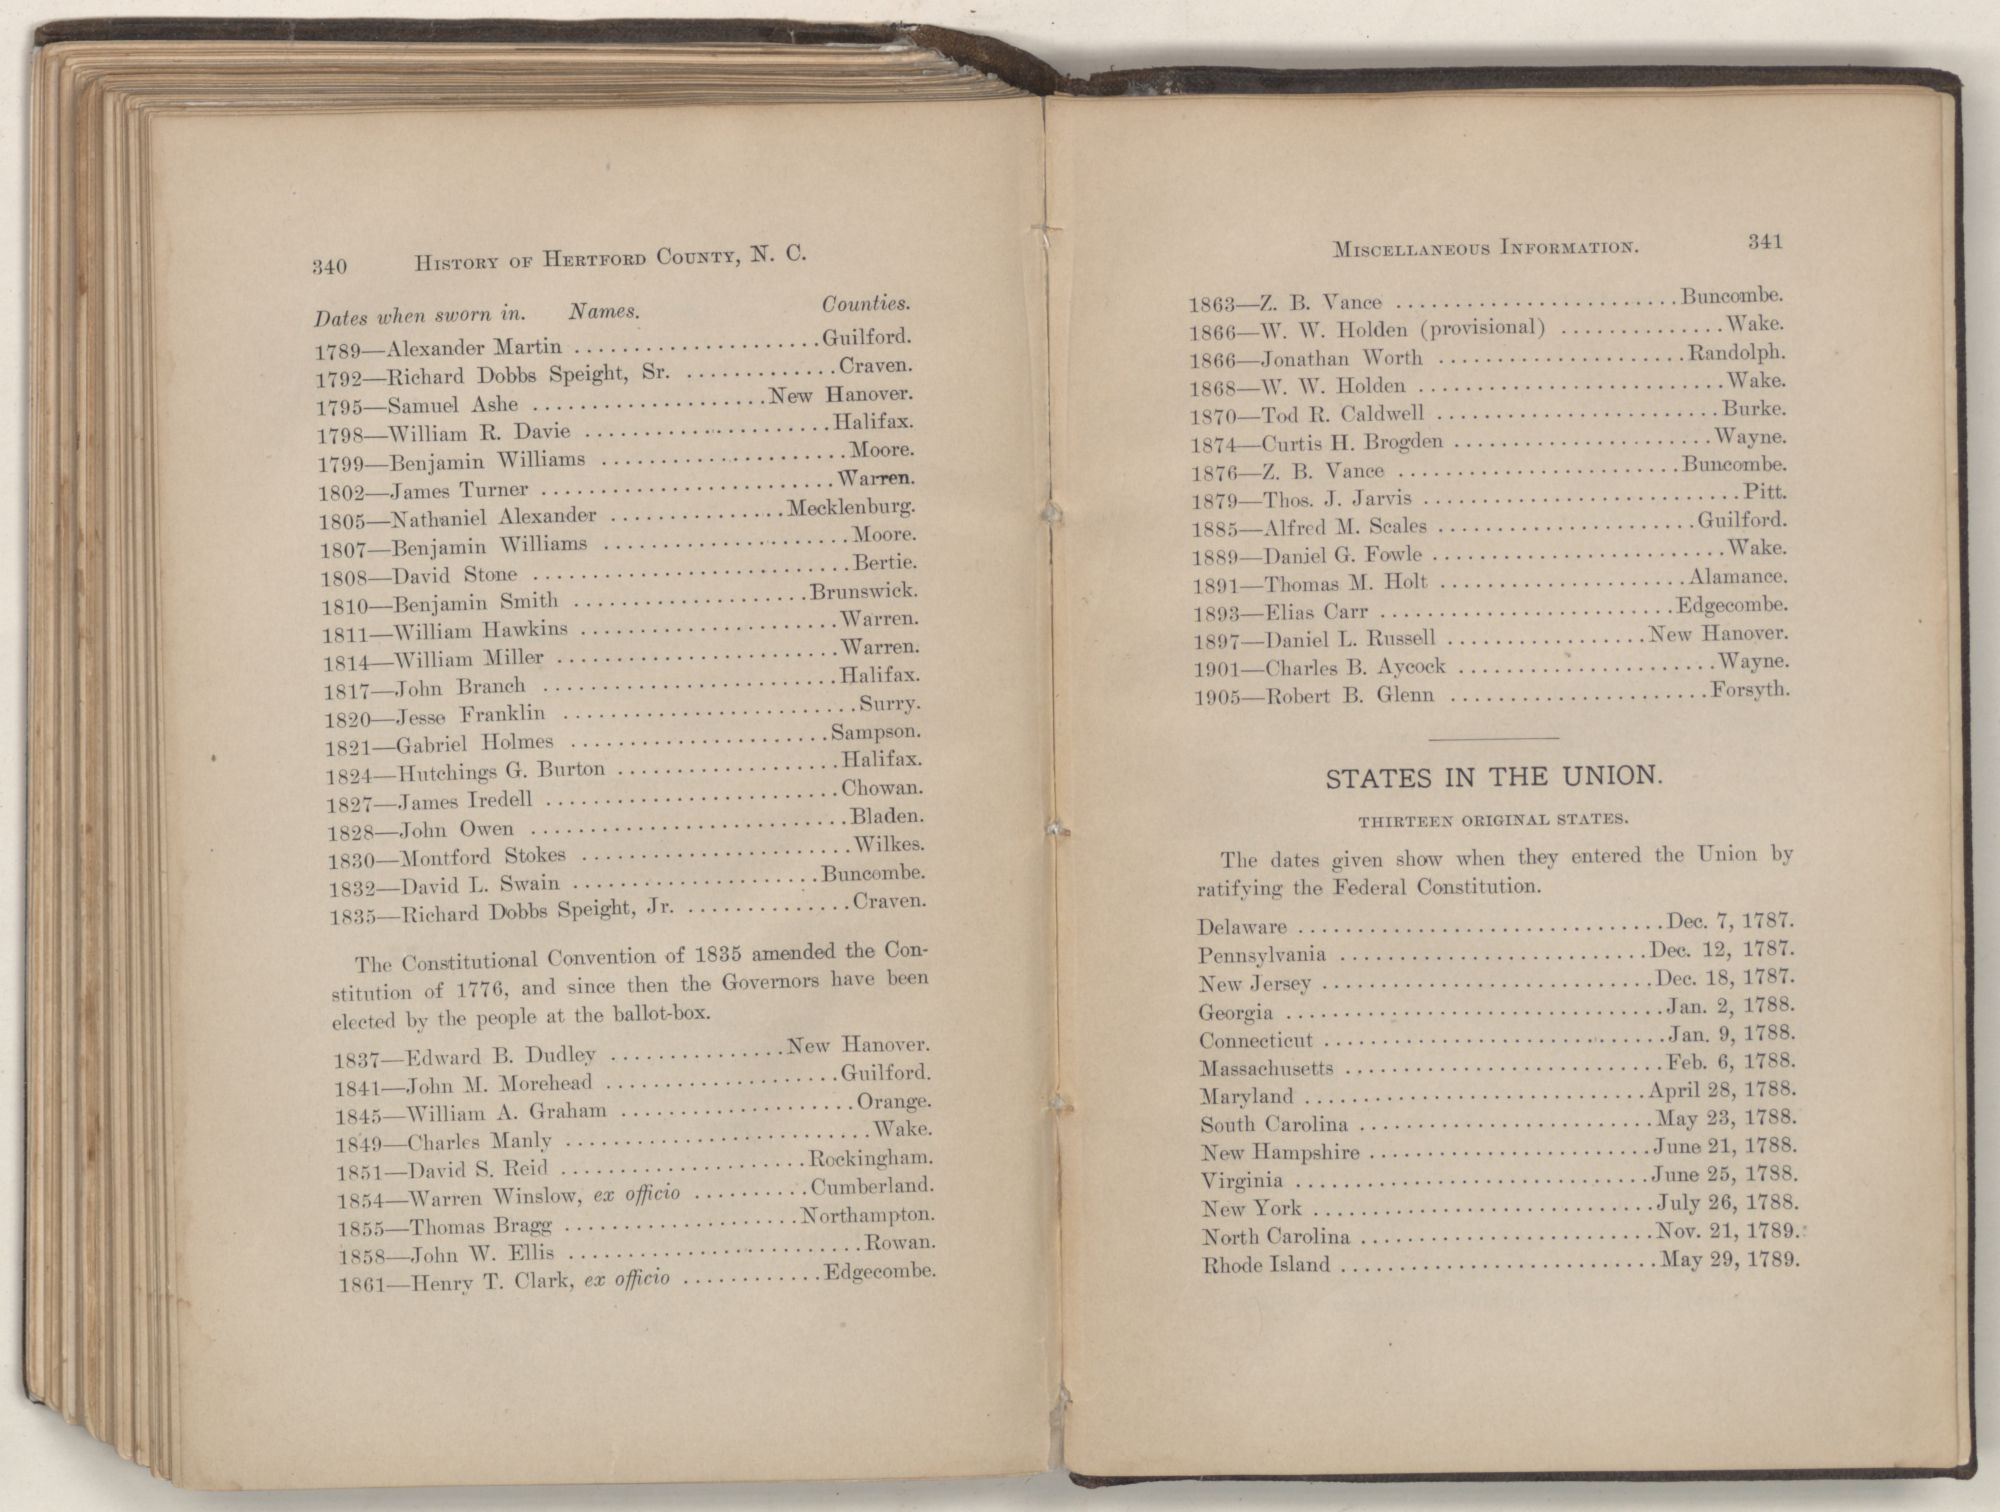 340 HISTORY OF HERTFORD COUNTY, N. C.
Dates when sworn in. Names. Counties.
1789—Alexander Martin .....................Guilford.
1792—Richard Dobbs Speight, Sr. .............Craven.
1795—Samuel Ashe ....................New Hanover.
1798—William R. Davie .....................Halifax.
1799—Benjamin Williams .....................Moore.
1802—James Turner .........................Warren.
1805—Nathaniel Alexander ...............Mecklenburg.
1807—Benjamin Williams .....................Moore.
1808—David Stone ...........................Bertie.
1810—Benjamin Smith ....................Brunswick.
1811—William Hawkins ......................Warren.
1814—William Miller ........................Warren.
1817—John Branch .........................Halifax.
1820—Jesse Franklin .........................Surry.
1821—Gabriel Holmes ......................Sampson.
1824—Hutchings G. Burton ...................Halifax.
1827—James Iredell .........................Chowan.
1828—John Owen ...........................Bladen.
1830—Montford Stokes .......................Wilkes.
1832—David L. Swain .....................Buncombe.
1835—Richard Dobbs Speight, Jr. ..............Craven.
The Constitutional Convention of 1835 amended the Con-
stitution of 1776, and since then the Governors have been
elected by the people at the ballot-box.
1837—Edward B. Dudley ...............New Hanover.
1841—John M. Morehead ....................Guilford.
1845—William A. Graham ....................Orange.
1849—Charles Manly ..........................Wake.
1851—David S. Reid .....................Rockingham.
1854—Warren Winslow, ex officio ..........Cumberland.
1855—Thomas Bragg ....................Northampton.
1858—John W. Ellis .........................Rowan.
1861—Henry T. Clark, ex officio ............Edgecombe.
MISCELLANEOUS INFORMATION. 341
1863—Z. B. Vance ........................Buncombe.
1866—W. W. Holden (provisional) ..............Wake.
1866—Jonathan Worth .....................Randolph.
1868—W. W. Holden ..........................Wake.
1870—Tod R. Caldwell ........................Burke.
1874—Curtis H. Brogden ......................Wayne.
1876—Z. B. Vance ........................Buncombe.
1879—Thos. J. Jarvis ...........................Pitt.
1885—Alfred M. Scales ......................Guilford.
1889—Daniel G. Fowle .........................Wake.
1891—Thomas M. Holt .....................Alamance.
1893—Elias Carr .........................Edgecombe.
1897—Daniel L. Russell .................New Hanover.
1901—Charles B. Aycock ......................Wayne.
1905—Robert B. Glenn ......................Forsyth.
STATES IN THE UNION.
THIRTEEN ORIGINAL STATES.
The dates given show when they entered the Union by
ratifying the Federal Constitution.
Delaware ...............................Dec. 7, 1787.
Pennsylvania ..........................Dec. 12, 1787.
New Jersey ............................Dec. 18, 1787.
Georgia ................................Jan. 2, 1788.
Connecticut .............................Jan. 9, 1788.
Massachusetts ...........................Feb. 6, 1788.
Maryland .............................April 28, 1788.
South Carolina .........................May 23, 1788.
New Hampshire ........................June 21, 1788.
Virginia ..............................June 25, 1788.
New York .............................July 26, 1788.
North Carolina .........................Nov. 21, 1789.
Rhode Island ...........................May 29, 1789.